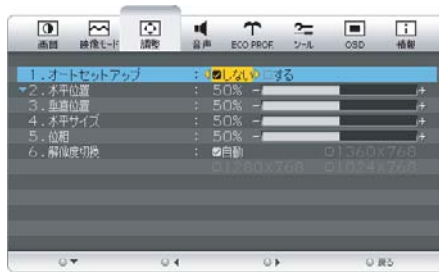 画質 映像モード 調整 音声 ECO PROF. ツール OSD 情報
1.オートセットアップ : しない する
2.水平位置 : 50% - +
3.垂直位置 : 50% - +
4.水平サイズ : 50% - +
5.位相 : 50% - +
6.解像度切換 : 自動 1360X768
1280X768 1024X768
戻る